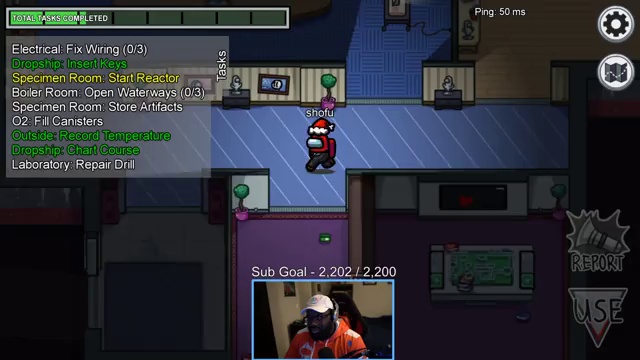 TOTAL TASKS COMPLETED
Ping: 50 ms
Tasks
Electrical: Fix Wiring (0/3)
Dropship: Insert Keys
Specimen Room: Start Reactor
Boiler Room: Open Waterways (0/3)
Specimen Room: Store Artifacts
O2: Fill Canisters
Outside: Record Temperature
Dropship: Chart Course
Laboratory: Repair Drill
shofu
REPORT
USE
Sub Goal - 2,202 / 2,200